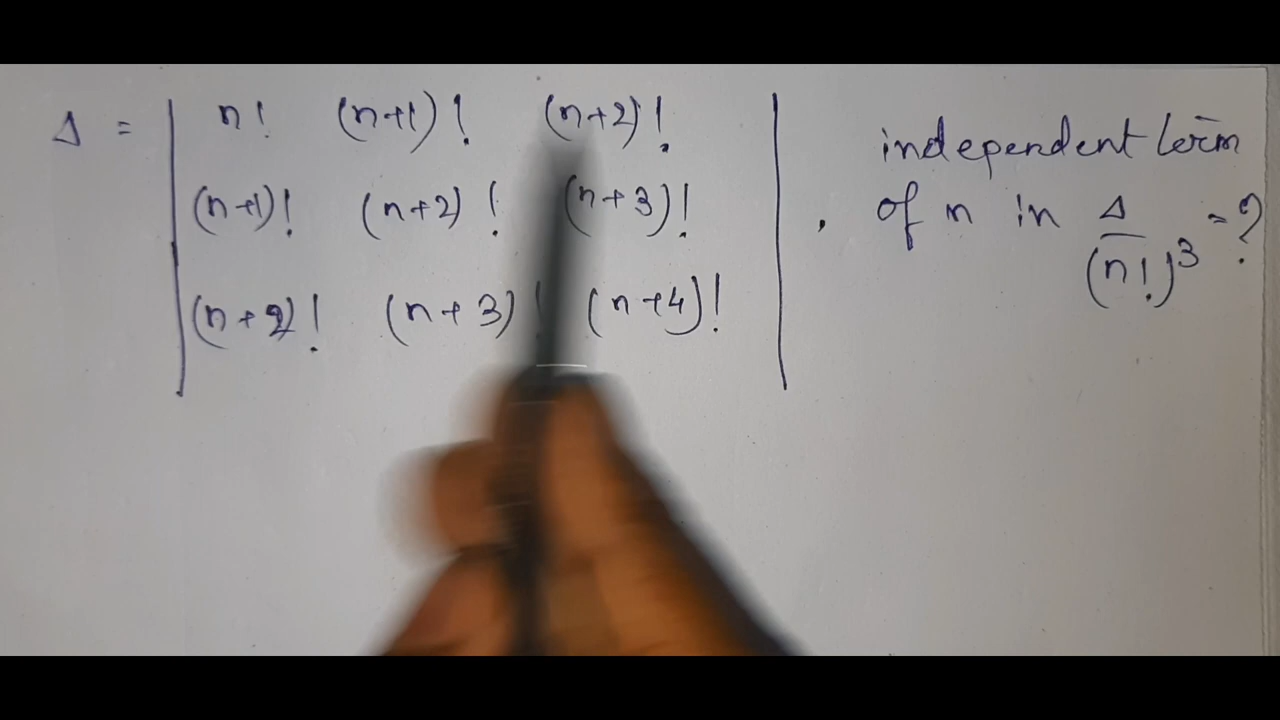 Δ = | n! (n+1)! (n+2)! | , independent term
(n+1)! (n+2)! (n+3)! of n in Δ/(n!)³ = ?
(n+2)! (n+3)! (n+4)!